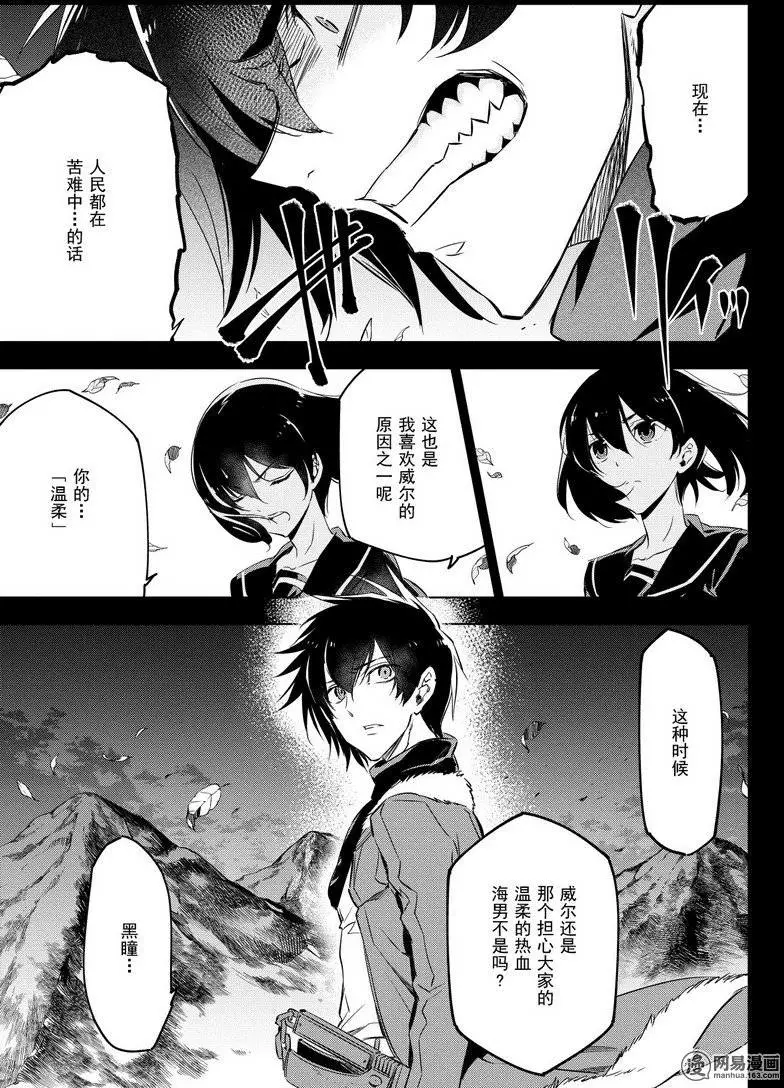 现在…
人民都在
苦难中…的话
リイッ
这也是
我喜欢威尔的
原因之一呢
你的…
「温柔」
这种时候
威尔还是
那个担心大家的
温柔的热血
海男不是吗?
黑瞳…
网易漫画
manhua.163.com